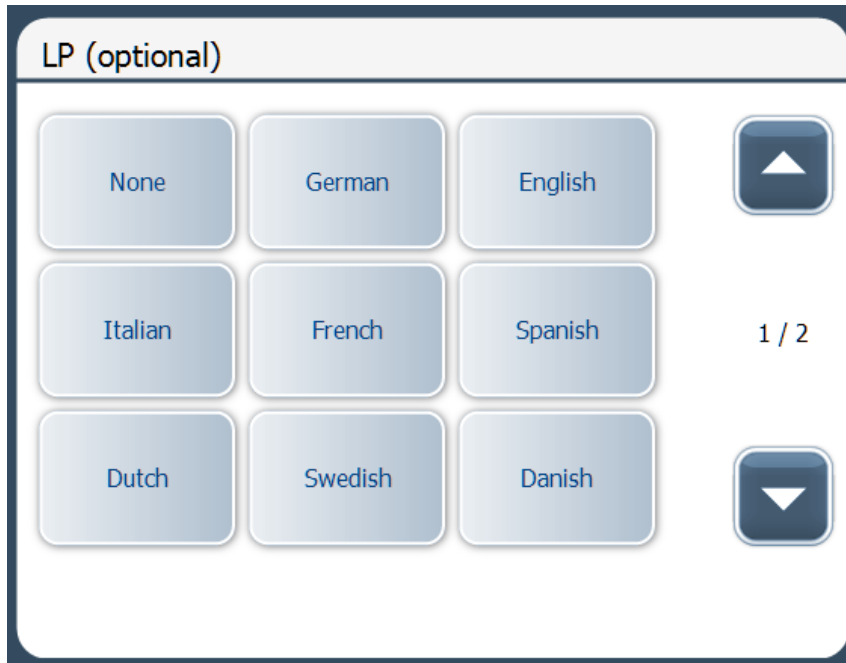 LP (optional)
None German English
Italian French Spanish 1 / 2
Dutch Swedish Danish